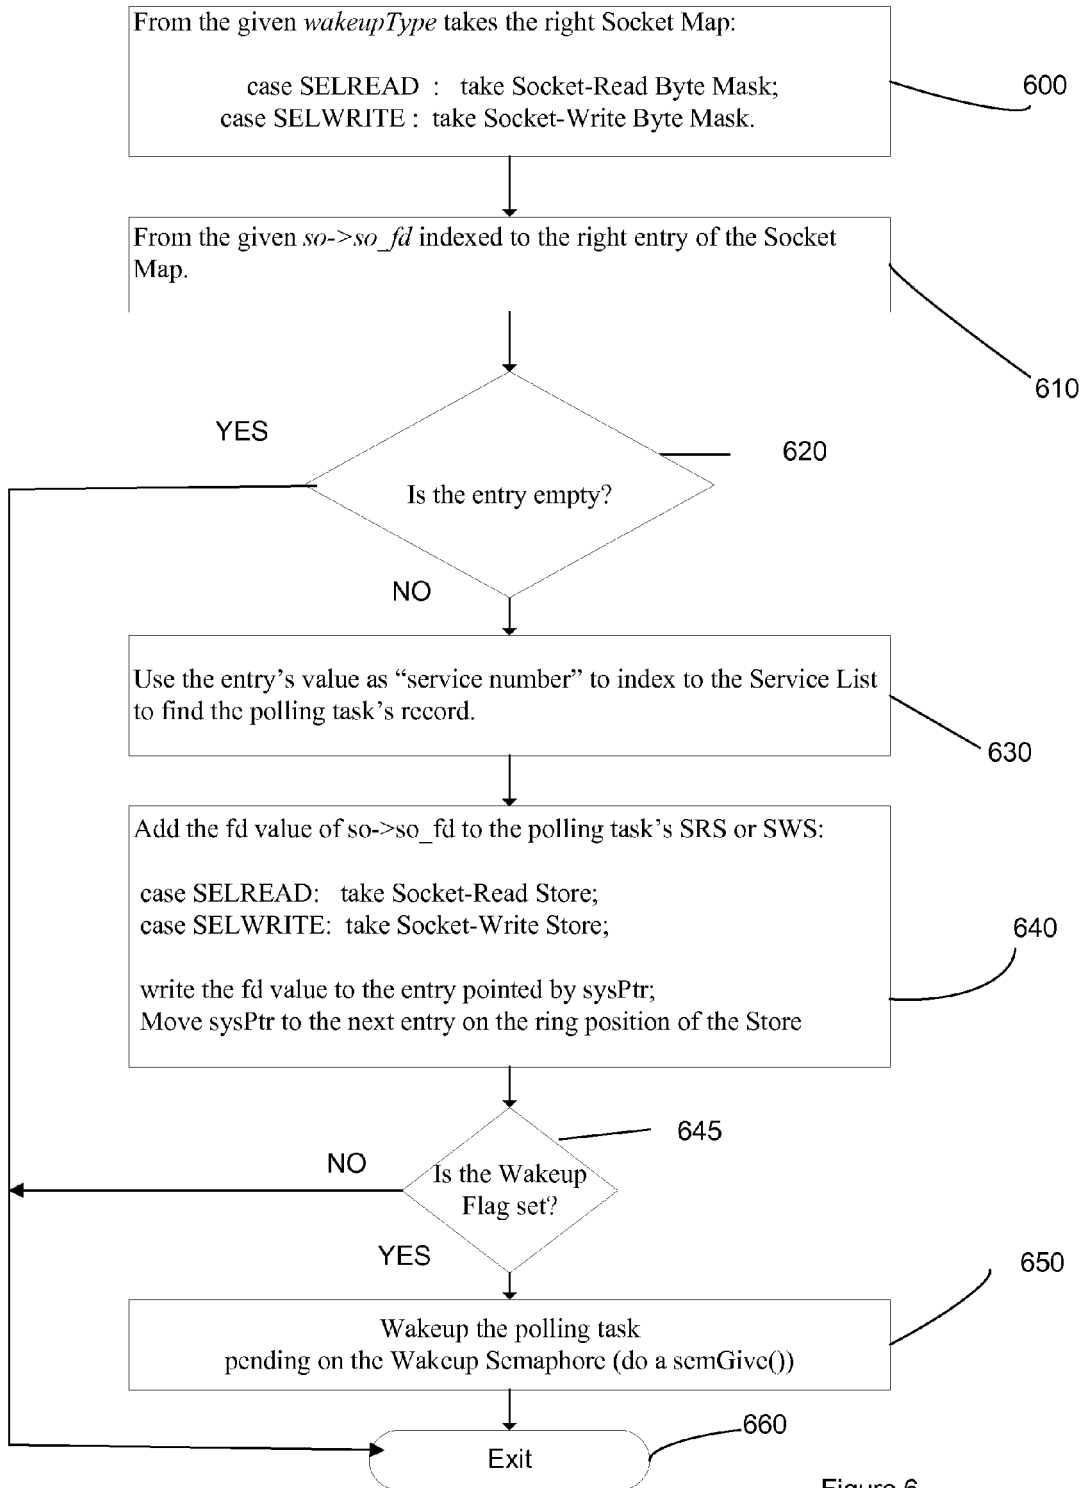 From the given wakeupType takes the right Socket Map:
case SELREAD : take Socket-Read Byte Mask;
case SELWRITE : take Socket-Write Byte Mask.
600
From the given so->so_fd indexed to the right entry of the Socket
Map.
610
YES
620
Is the entry empty?
NO
Use the entry's value as “service number” to index to the Service List
to find the polling task's record.
630
Add the fd value of so->so_fd to the polling task's SRS or SWS:
case SELREAD: take Socket-Read Store;
case SELWRITE: take Socket-Write Store;
640
write the fd value to the entry pointed by sysPtr;
Move sysPtr to the next entry on the ring position of the Store
645
NO
Is the Wakeup
Flag set?
YES
650
Wakeup the polling task
pending on the Wakeup Semaphore (do a semGive())
660
Exit
Figure 6